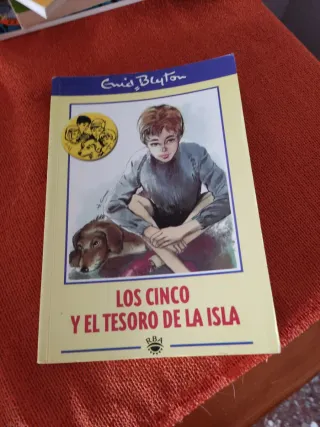 Enid Blyton
LOS CINCO
Y EL TESORO DE LA ISLA
RBA